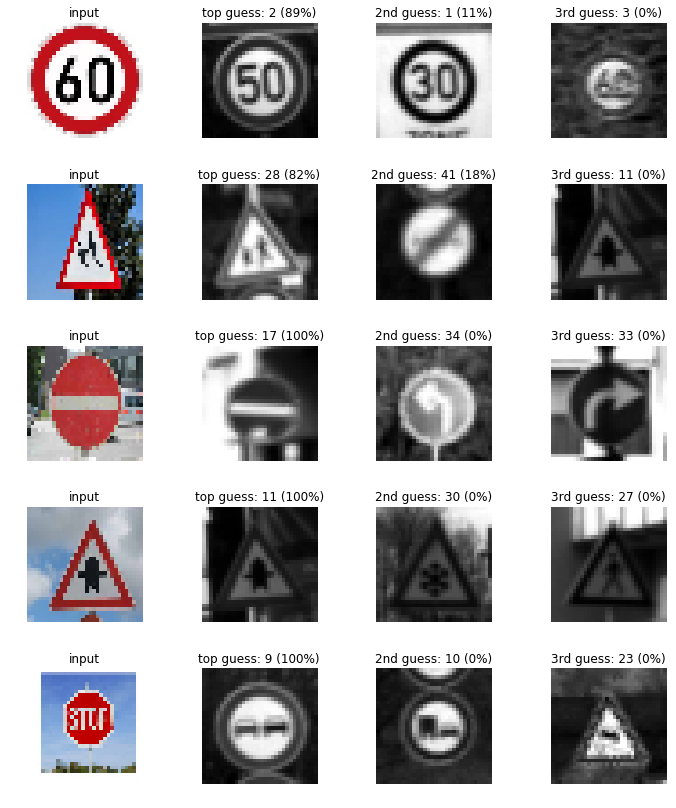 input top guess: 2 (89%) 2nd guess: 1 (11%) 3rd guess: 3 (0%)
60 50 30 60
ZONE
input top guess: 28 (82%) 2nd guess: 41 (18%) 3rd guess: 11 (0%)
input top guess: 17 (100%) 2nd guess: 34 (0%) 3rd guess: 33 (0%)
input top guess: 11 (100%) 2nd guess: 30 (0%) 3rd guess: 27 (0%)
input top guess: 9 (100%) 2nd guess: 10 (0%) 3rd guess: 23 (0%)
STOP